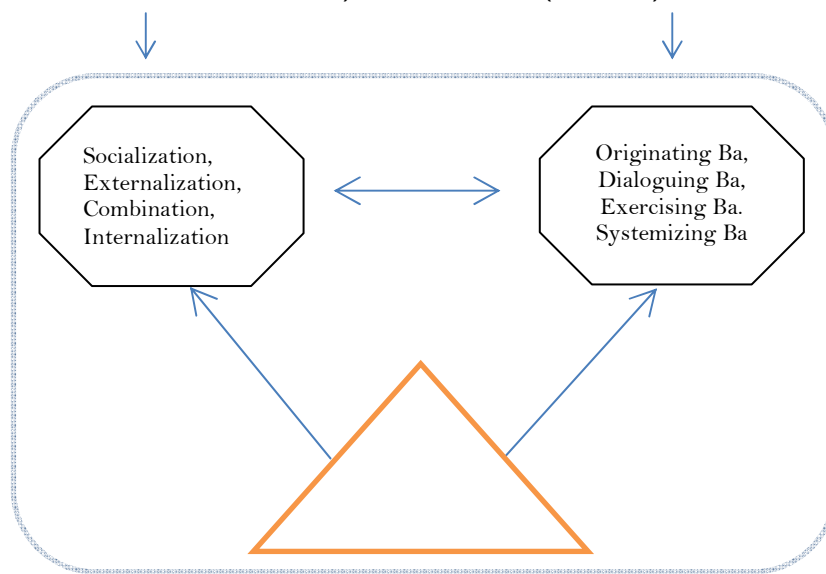 Socialization,
Externalization,
Combination,
Internalization
Originating Ba,
Dialoguing Ba,
Exercising Ba.
Systemizing Ba